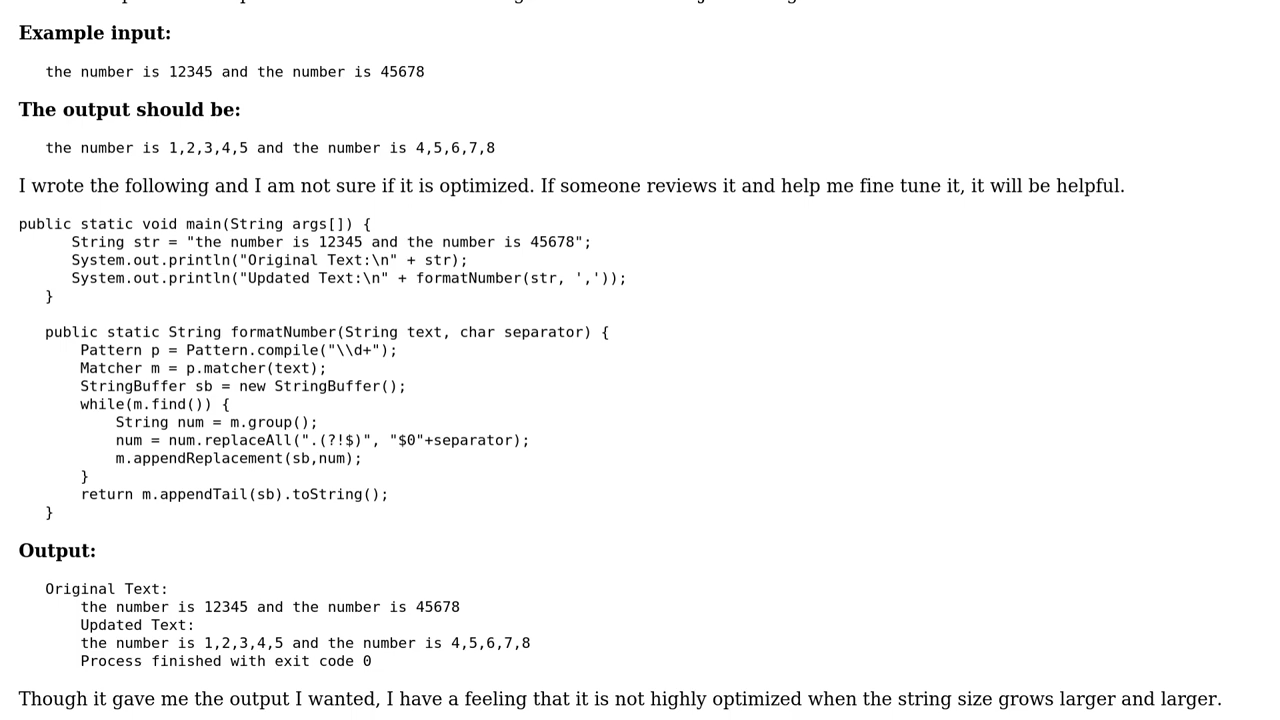 Example input:
the number is 12345 and the number is 45678
The output should be:
the number is 1,2,3,4,5 and the number is 4,5,6,7,8
I wrote the following and I am not sure if it is optimized. If someone reviews it and help me fine tune it, it will be helpful.
public static void main(String args[]) {
      String str = "the number is 12345 and the number is 45678";
      System.out.println("Original Text:\n" + str);
      System.out.println("Updated Text:\n" + formatNumber(str, ','));
   }
   public static String formatNumber(String text, char separator) {
       Pattern p = Pattern.compile("\\d+");
       Matcher m = p.matcher(text);
       StringBuffer sb = new StringBuffer();
       while(m.find()) {
           String num = m.group();
           num = num.replaceAll(".(?!$)", "$0"+separator);
           m.appendReplacement(sb,num);
       }
       return m.appendTail(sb).toString();
   }
Output:
   Original Text:
       the number is 12345 and the number is 45678
       Updated Text:
       the number is 1,2,3,4,5 and the number is 4,5,6,7,8
       Process finished with exit code 0
Though it gave me the output I wanted, I have a feeling that it is not highly optimized when the string size grows larger and larger.